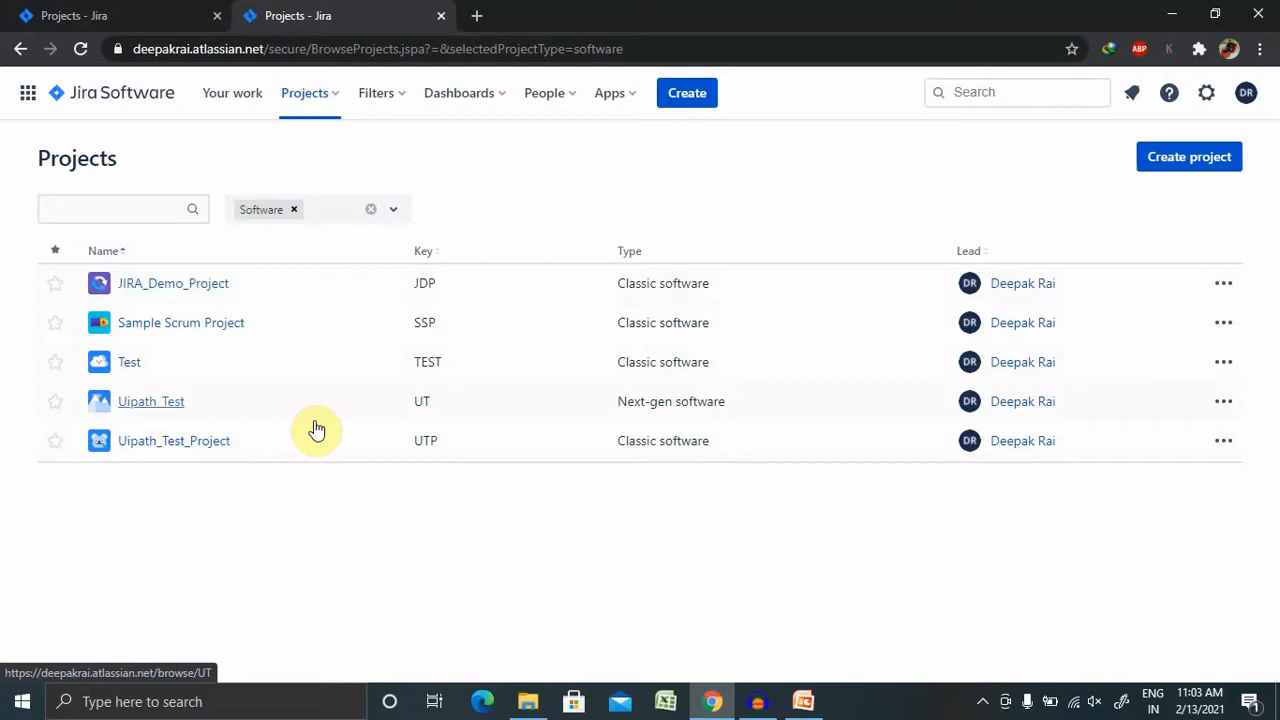 Projects - Jira
Projects - Jira
deepakrai.atlassian.net/secure/BrowseProjects.jspa?=&selectedProjectType=software
ABP
K
Jira Software
Your work
Projects
Filters
Dashboards
People
Apps
Create
Search
DR
Projects
Create project
Software
Name
Key
Type
Lead
JIRA_Demo_Project
JDP
Classic software
DR
Deepak Rai
Sample Scrum Project
SSP
Classic software
DR
Deepak Rai
Test
TEST
Classic software
DR
Deepak Rai
Uipath_Test
UT
Next-gen software
DR
Deepak Rai
Uipath_Test_Project
UTP
Classic software
DR
Deepak Rai
https://deepakrai.atlassian.net/browse/UT
Type here to search
ENG
IN
11:03 AM
2/13/2021
1